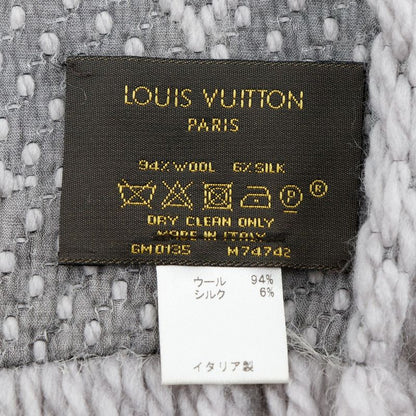 LOUIS VUITTON
PARIS
94% WOOL 6% SILK
P R
DRY CLEAN ONLY
MADE IN ITALY
GM0135 M74742
ウール 94%
シルク 6%
イタリア製